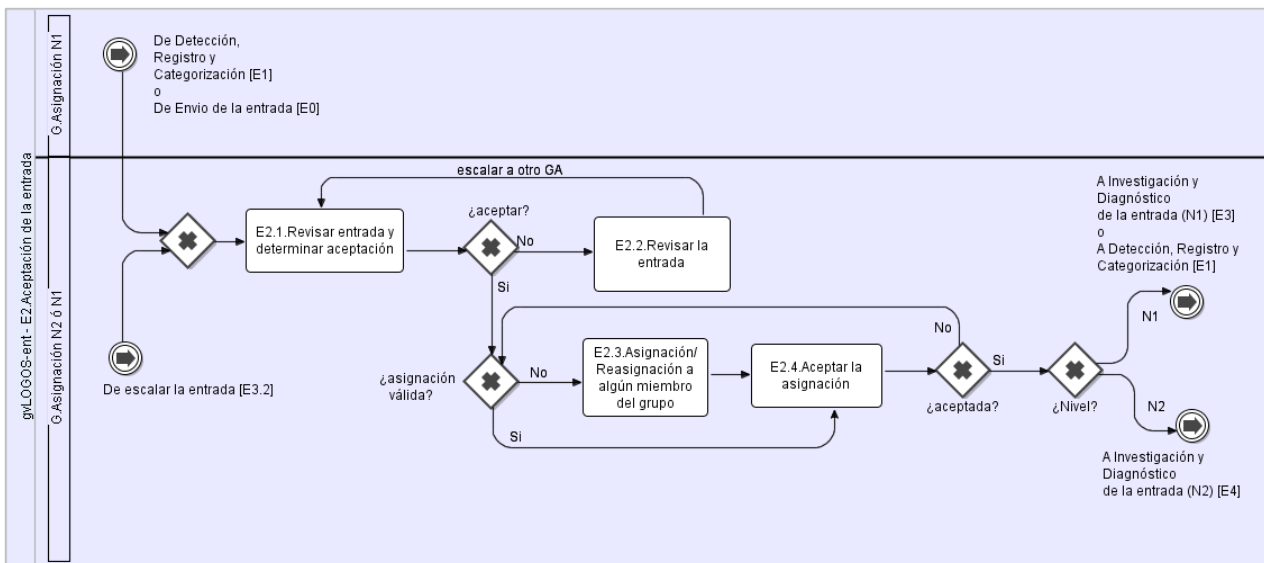 gvLOGOS-ent - E2.Aceptación de la entrada
G.Asignación N1
De Detección,
Registro y
Categorización [E1]
o
De Envio de la entrada [E0]
G.Asignación N2 ó N1
escalar a otro GA
E2.1.Revisar entrada y
determinar aceptación
¿aceptar?
No
E2.2.Revisar la
entrada
Si
A Investigación y
Diagnóstico
de la entrada (N1) [E3]
o
A Detección, Registro y
Categorización [E1]
De escalar la entrada [E3.2]
¿asignación
válida?
No
E2.3.Asignación/
Reasignación a
algún miembro
del grupo
E2.4.Aceptar la
asignación
No
Si
¿aceptada?
Si
¿Nivel?
N1
N2
A Investigación y
Diagnóstico
de la entrada (N2) [E4]